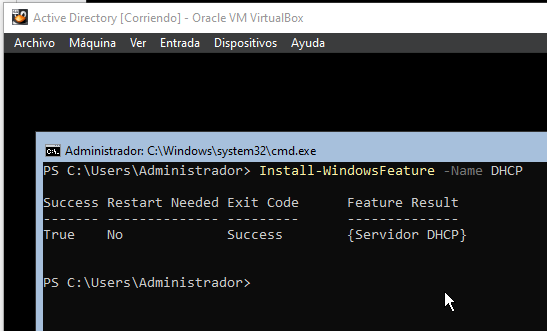 Active Directory [Corriendo] - Oracle VM VirtualBox
Archivo Máquina Ver Entrada Dispositivos Ayuda
Administrador: C:\Windows\system32\cmd.exe
PS C:\Users\Administrador> Install-WindowsFeature -Name DHCP
Success Restart Needed Exit Code Feature Result
------- -------------- --------- --------------
True No Success {Servidor DHCP}
PS C:\Users\Administrador>